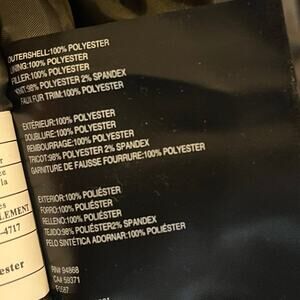 OUTERSHELL:100% POLYESTER
LINING:100% POLYESTER
FILLER:100% POLYESTER
KNIT:98% POLYESTER 2% SPANDEX
FAUX FUR TRIM:100% POLYESTER
EXTÉRIEUR:100% POLYESTER
DOUBLURE:100% POLYESTER
REMBOURRAGE:100% POLYESTER
TRICOT:98% POLYESTER 2% SPANDEX
GARNITURE DE FAUSSE FOURRURE:100% POLYESTER
EXTERIOR:100% POLIÉSTER
FORRO:100% POLIÉSTER
RELLENO:100% POLIÉSTER
TEJIDO:98% POLIÉSTER2% SPANDEX
PELO SINTÉTICA ADORNAR:100% POLIÉSTER
RN# 94868
CA# 59371
la
LEMENT
-4717
ester